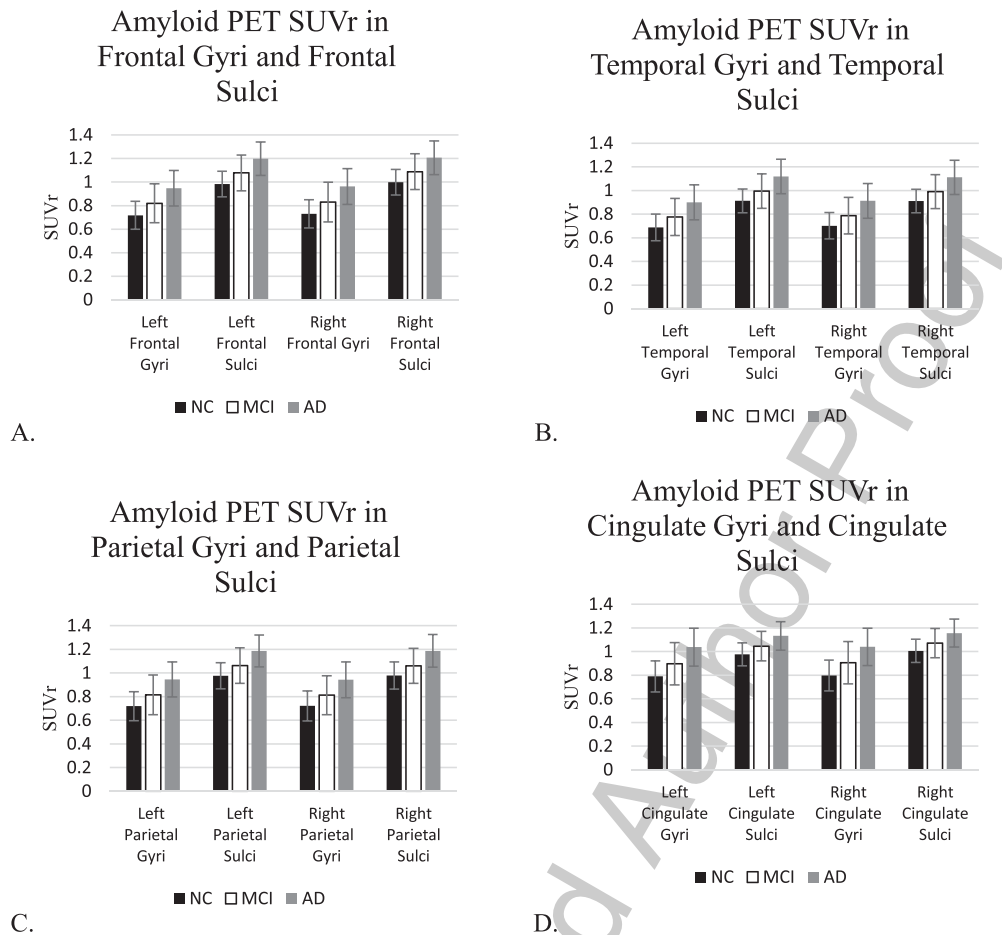 Amyloid PET SUVr in
Frontal Gyri and Frontal
Sulci
1.4
1.2
1
0.8
0.6
0.4
0.2
0
SUVr
Left
Frontal
Gyri
Left
Frontal
Sulci
Right
Frontal Gyri
Right
Frontal
Sulci
NC MCI AD
A.
Amyloid PET SUVr in
Temporal Gyri and Temporal
Sulci
1.4
1.2
1
0.8
0.6
0.4
0.2
0
SUVr
Left
Temporal
Gyri
Left
Temporal
Sulci
Right
Temporal
Gyri
Right
Temporal
Sulci
NC MCI AD
B.
Amyloid PET SUVr in
Parietal Gyri and Parietal
Sulci
1.4
1.2
1
0.8
0.6
0.4
0.2
0
SUVr
Left
Parietal
Gyri
Left
Parietal
Sulci
Right
Parietal
Gyri
Right
Parietal
Sulci
NC MCI AD
C.
Amyloid PET SUVr in
Cingulate Gyri and Cingulate
Sulci
1.4
1.2
1
0.8
0.6
0.4
0.2
0
SUVr
Left
Cingulate
Gyri
Left
Cingulate
Sulci
Right
Cingulate
Gyri
Right
Cingulate
Sulci
NC MCI AD
D.
d Author Proof